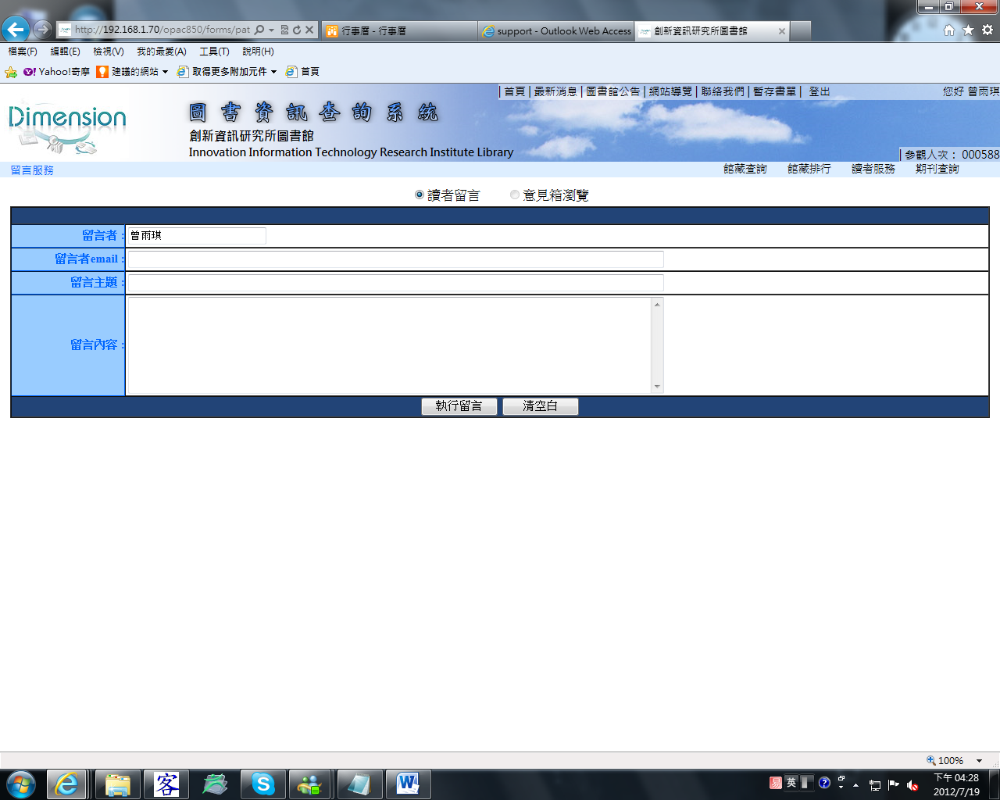 http://192.168.1.70/opac850/forms/pat
行事曆 - 行事曆
support - Outlook Web Access
創新資訊研究所圖書館
檔案(F) 編輯(E) 檢視(V) 我的最愛(A) 工具(T) 說明(H)
Yahoo!奇摩 建議的網站 取得更多附加元件 首頁
| 首頁 | 最新消息 | 圖書館公告 | 網站導覽 | 聯絡我們 | 暫存書單 | 登出
您好 曾雨琪
Dimension
圖書資訊查詢系統
創新資訊研究所圖書館
Innovation Information Technology Research Institute Library
| 參觀人次： 000588
留言服務
館藏查詢 館藏排行 讀者服務 期刊查詢
讀者留言 意見箱瀏覽
留言者 : 曾雨琪
留言者email :
留言主題 :
留言內容 :
執行留言 清空白
100%
客
易 英
下午 04:28
2012/7/19